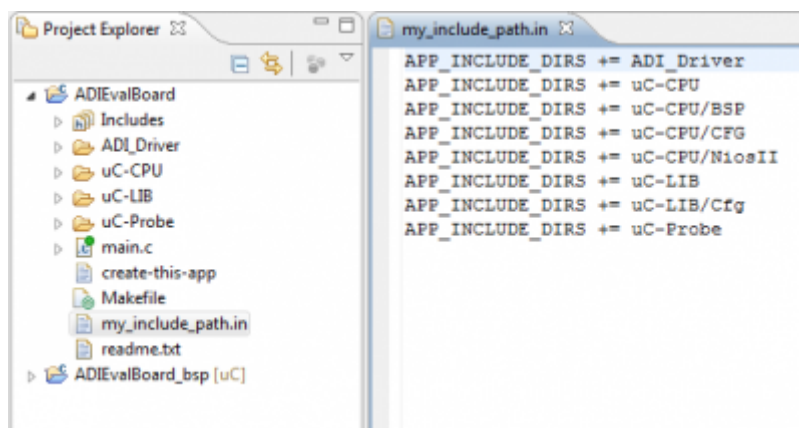 Project Explorer
ADIEvalBoard
Includes
ADI_Driver
uC-CPU
uC-LIB
uC-Probe
main.c
create-this-app
Makefile
my_include_path.in
readme.txt
ADIEvalBoard_bsp [uC]
my_include_path.in
APP_INCLUDE_DIRS += ADI_Driver
APP_INCLUDE_DIRS += uC-CPU
APP_INCLUDE_DIRS += uC-CPU/BSP
APP_INCLUDE_DIRS += uC-CPU/CFG
APP_INCLUDE_DIRS += uC-CPU/NiosII
APP_INCLUDE_DIRS += uC-LIB
APP_INCLUDE_DIRS += uC-LIB/Cfg
APP_INCLUDE_DIRS += uC-Probe